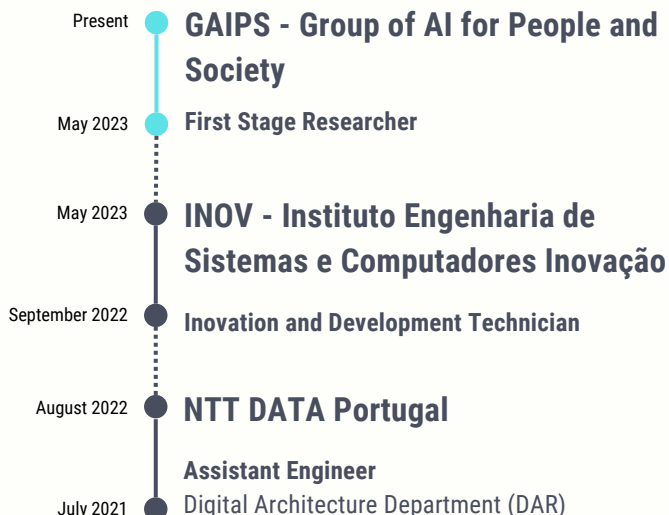 Present
GAIPS - Group of AI for People and
Society
May 2023
First Stage Researcher
May 2023
INOV - Instituto Engenharia de
Sistemas e Computadores Inovação
September 2022
Inovation and Development Technician
August 2022
NTT DATA Portugal
Assistant Engineer
July 2021
Digital Architecture Department (DAR)